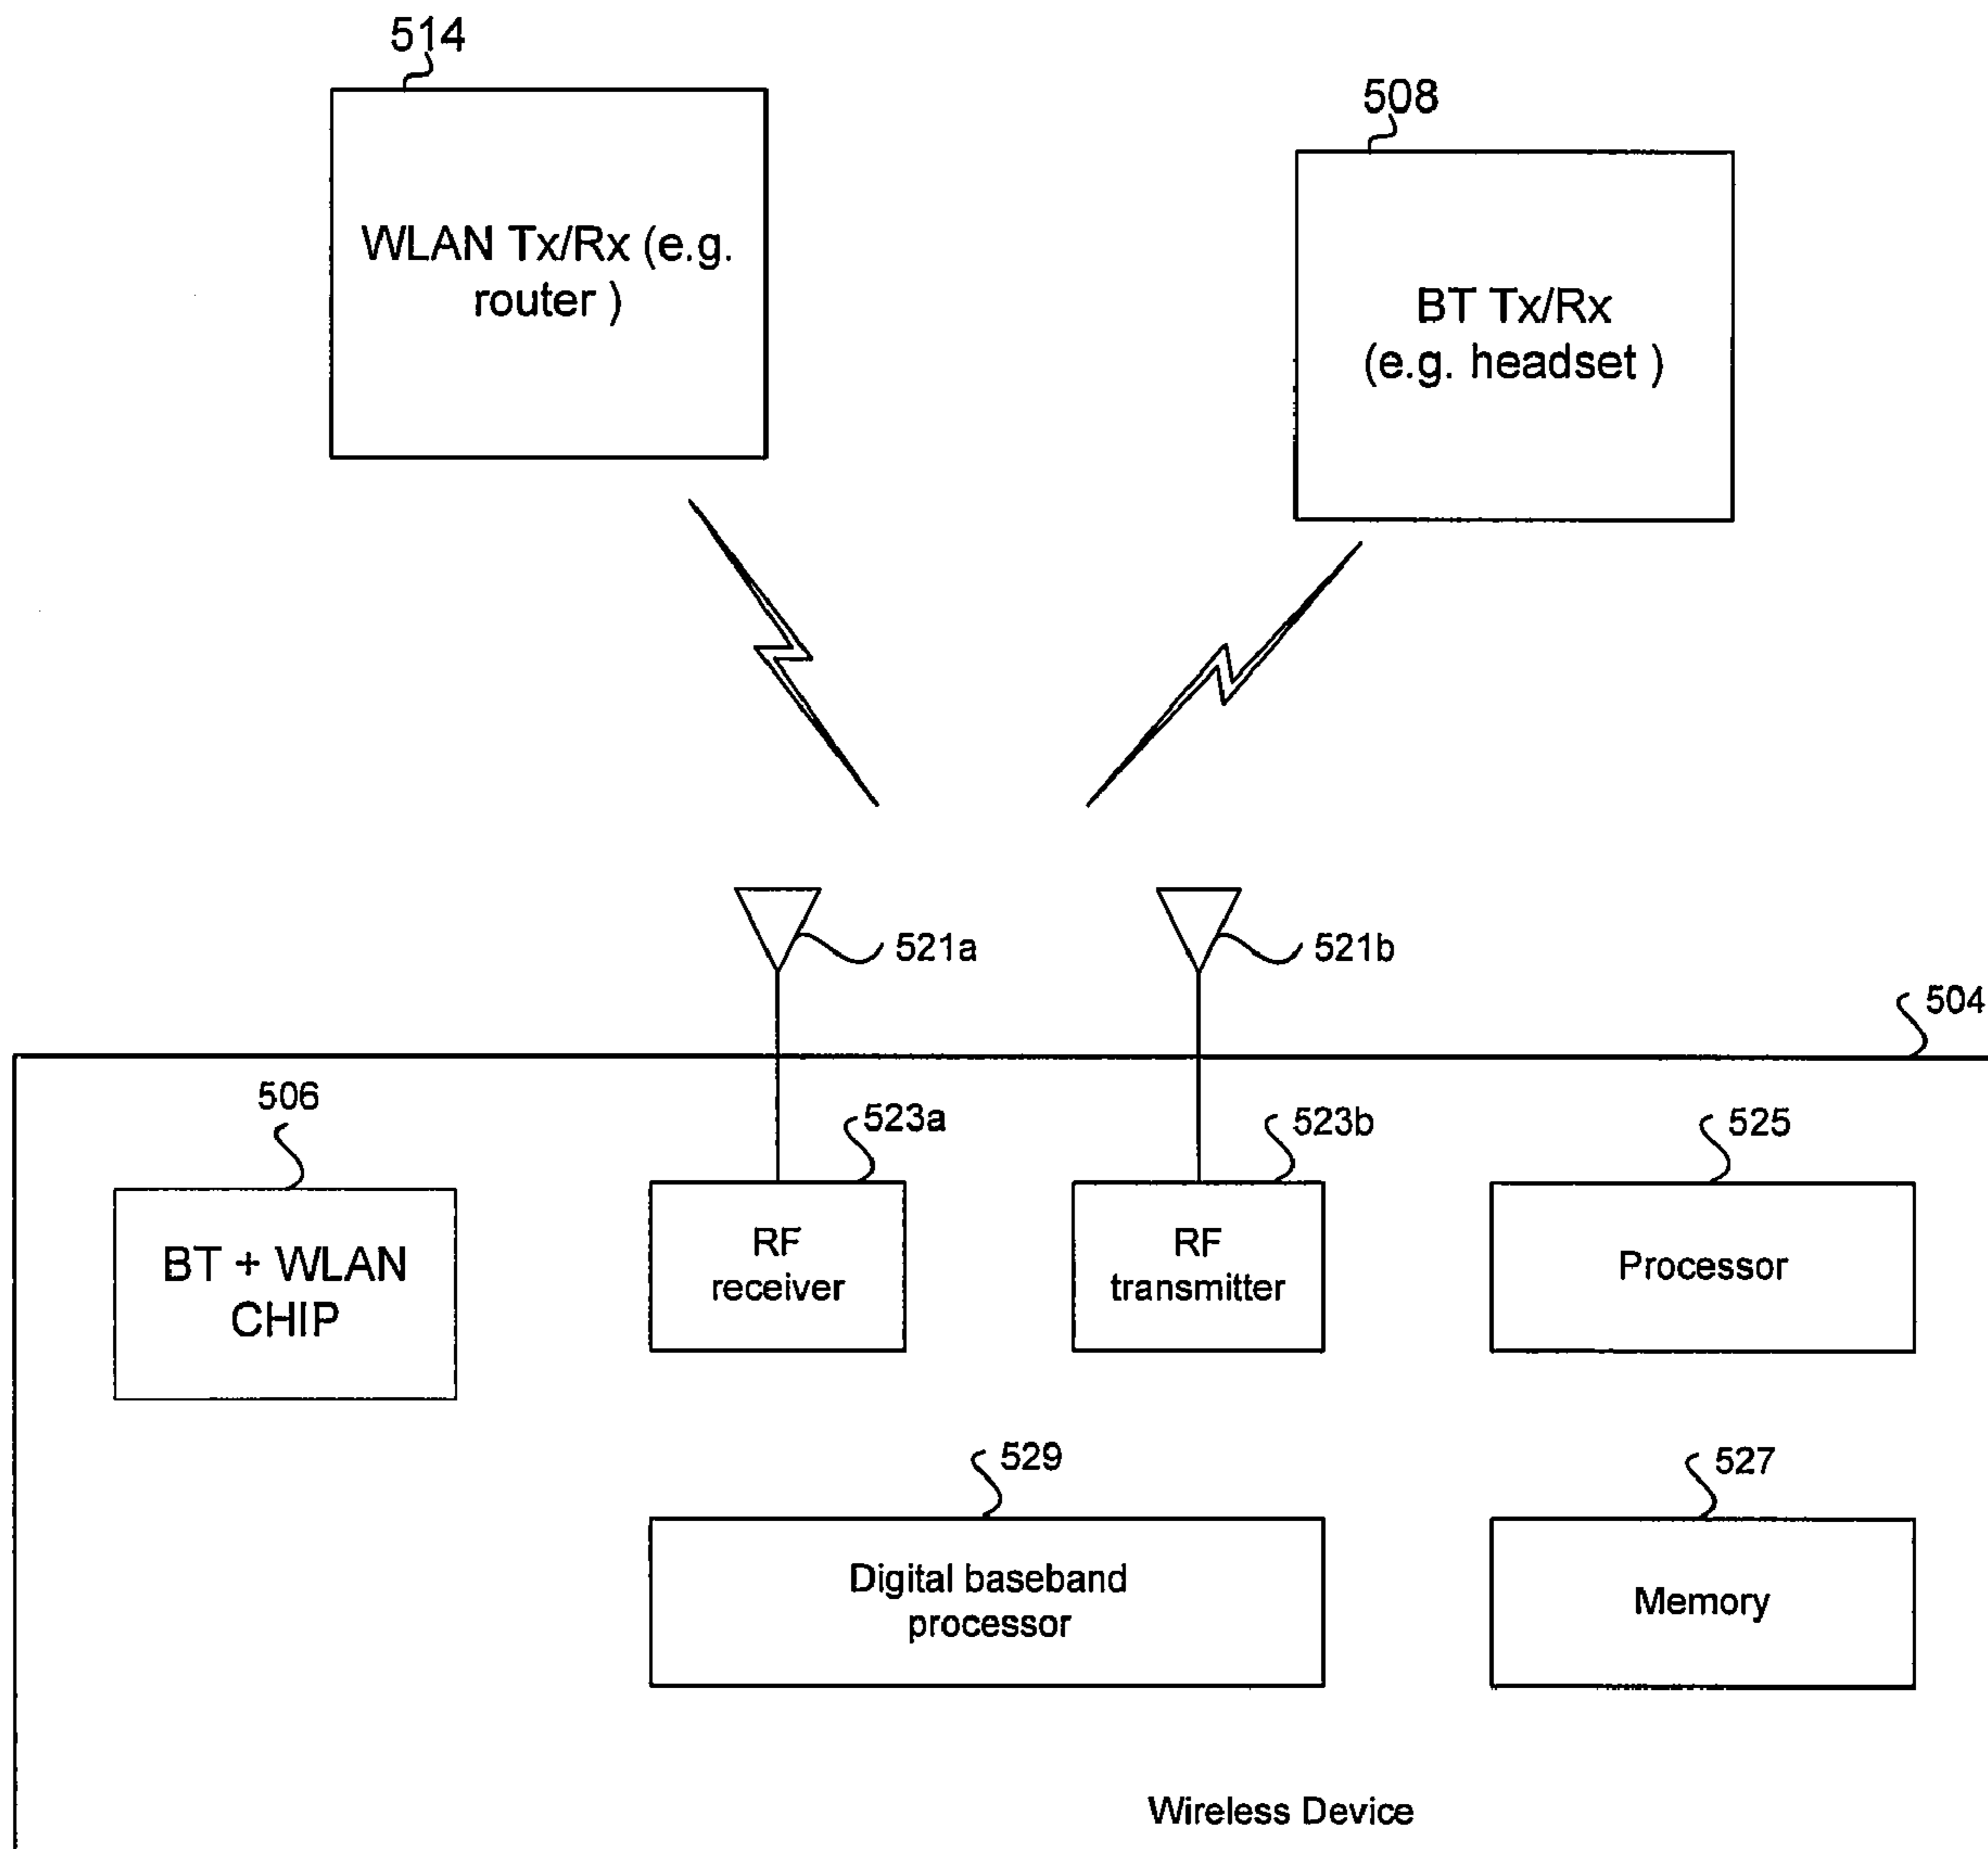 514
508
WLAN Tx/Rx (e.g.
router )
BT Tx/Rx
(e.g. headset )
521a
521b
504
506
523a
523b
525
BT + WLAN
CHIP
RF
receiver
RF
transmitter
Processor
529
527
Digital baseband
processor
Memory
Wireless Device